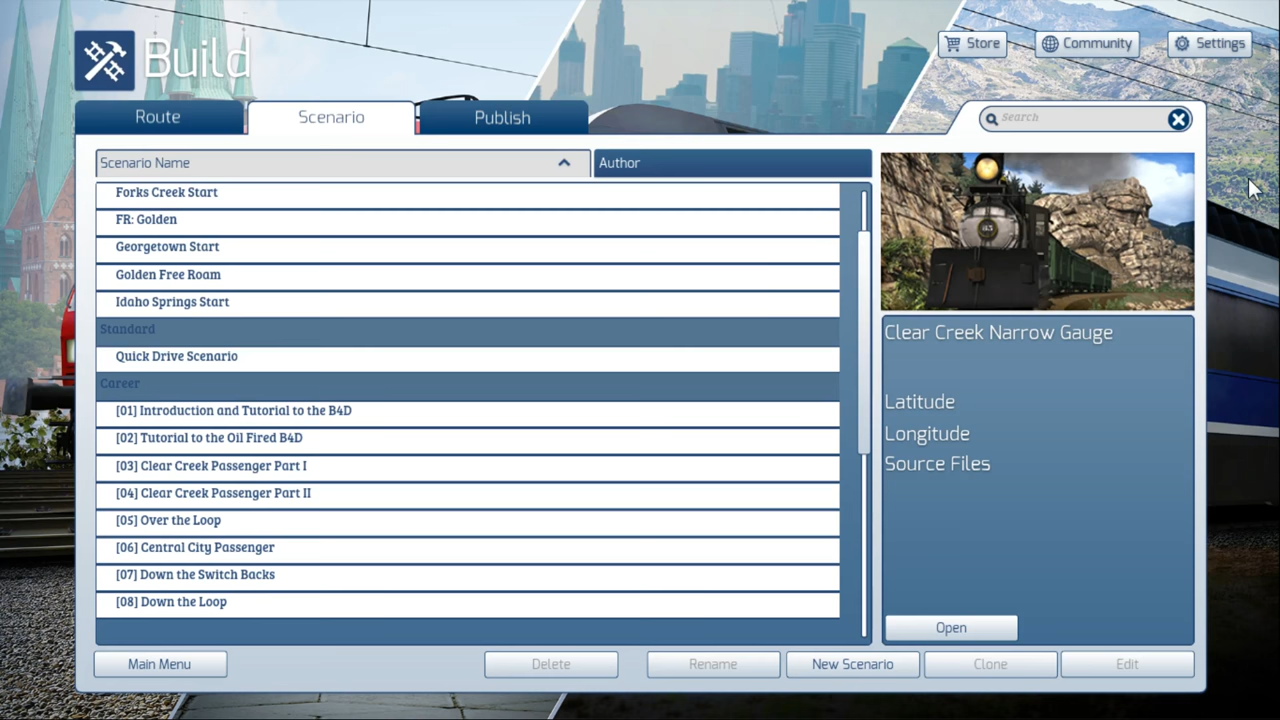 Build
Store
Community
Settings
Route
Scenario
Publish
Search
Scenario Name
Author
Forks Creek Start
FR: Golden
Georgetown Start
Golden Free Roam
Idaho Springs Start
Standard
Quick Drive Scenario
Career
[01] Introduction and Tutorial to the B4D
[02] Tutorial to the Oil Fired B4D
[03] Clear Creek Passenger Part I
[04] Clear Creek Passenger Part II
[05] Over the Loop
[06] Central City Passenger
[07] Down the Switch Backs
[08] Down the Loop
Clear Creek Narrow Gauge
Latitude
Longitude
Source Files
Open
Main Menu
Delete
Rename
New Scenario
Clone
Edit